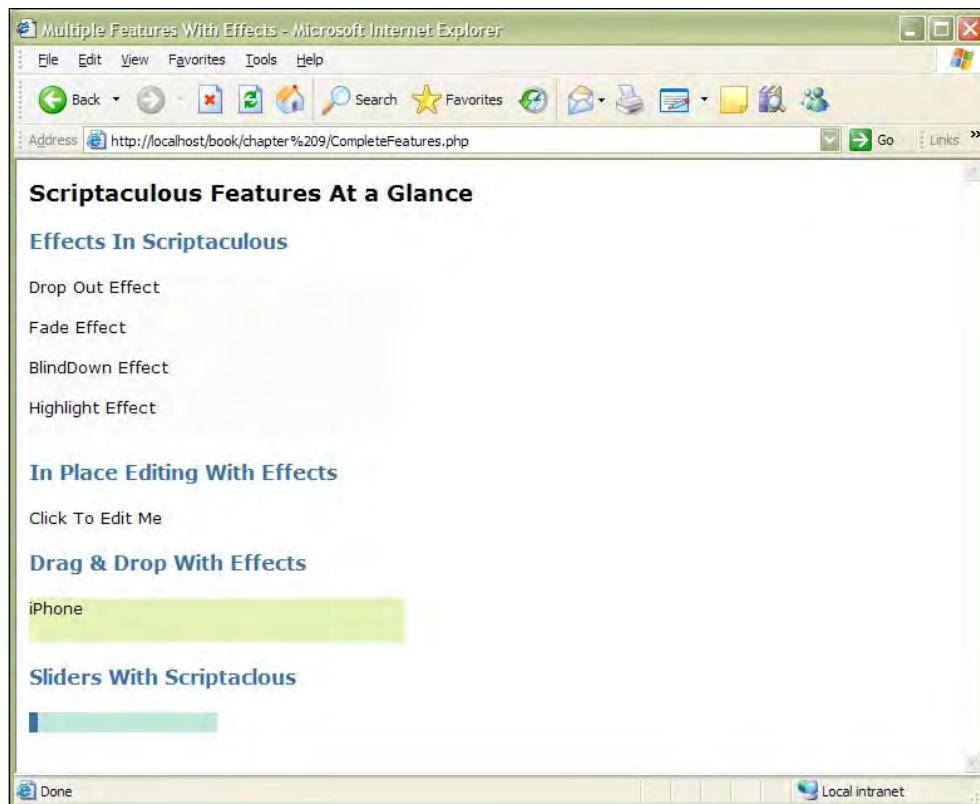 Multiple Features With Effects - Microsoft Internet Explorer
File Edit View Favorites Tools Help
Back Search Favorites
Address http://localhost/book/chapter%209/CompleteFeatures.php Go Links »
Scriptaculous Features At a Glance
Effects In Scriptaculous
Drop Out Effect
Fade Effect
BlindDown Effect
Highlight Effect
In Place Editing With Effects
Click To Edit Me
Drag & Drop With Effects
iPhone
Sliders With Scriptaclous
Done Local intranet